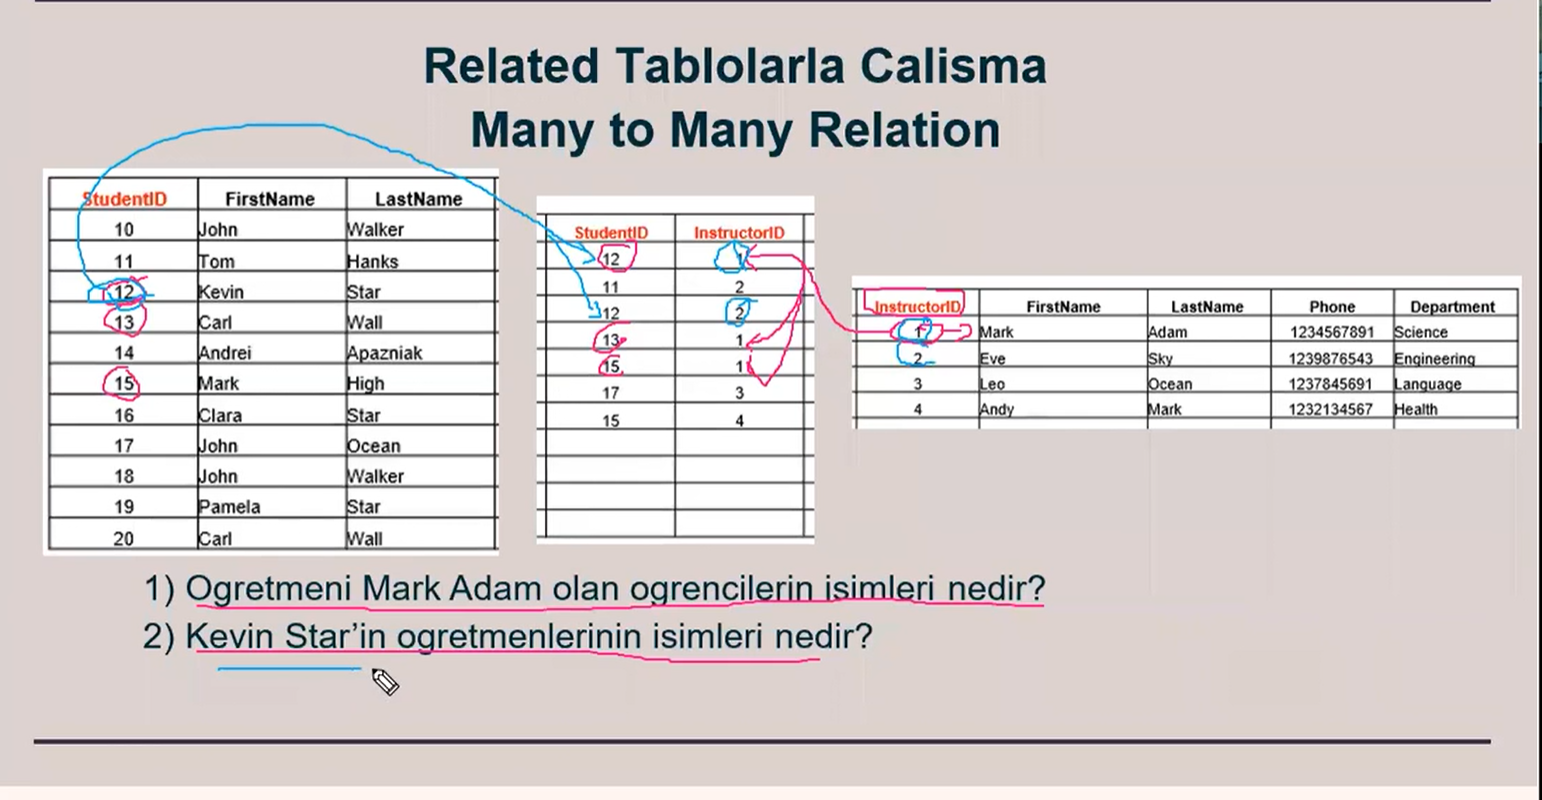 Related Tablolarla Calisma
Many to Many Relation
StudentID FirstName LastName
10 John Walker
11 Tom Hanks
12 Kevin Star
13 Carl Wall
14 Andrei Apazniak
15 Mark High
16 Clara Star
17 John Ocean
18 John Walker
19 Pamela Star
20 Carl Wall
StudentID InstructorID
12 1
11 2
12 2
13 1
15 1
17 3
15 4
InstructorID FirstName LastName Phone Department
1 Mark Adam 1234567891 Science
2 Eve Sky 1239876543 Engineering
3 Leo Ocean 1237845691 Language
4 Andy Mark 1232134567 Health
1) Ogretmeni Mark Adam olan ogrencilerin isimleri nedir?
2) Kevin Star’in ogretmenlerinin isimleri nedir?